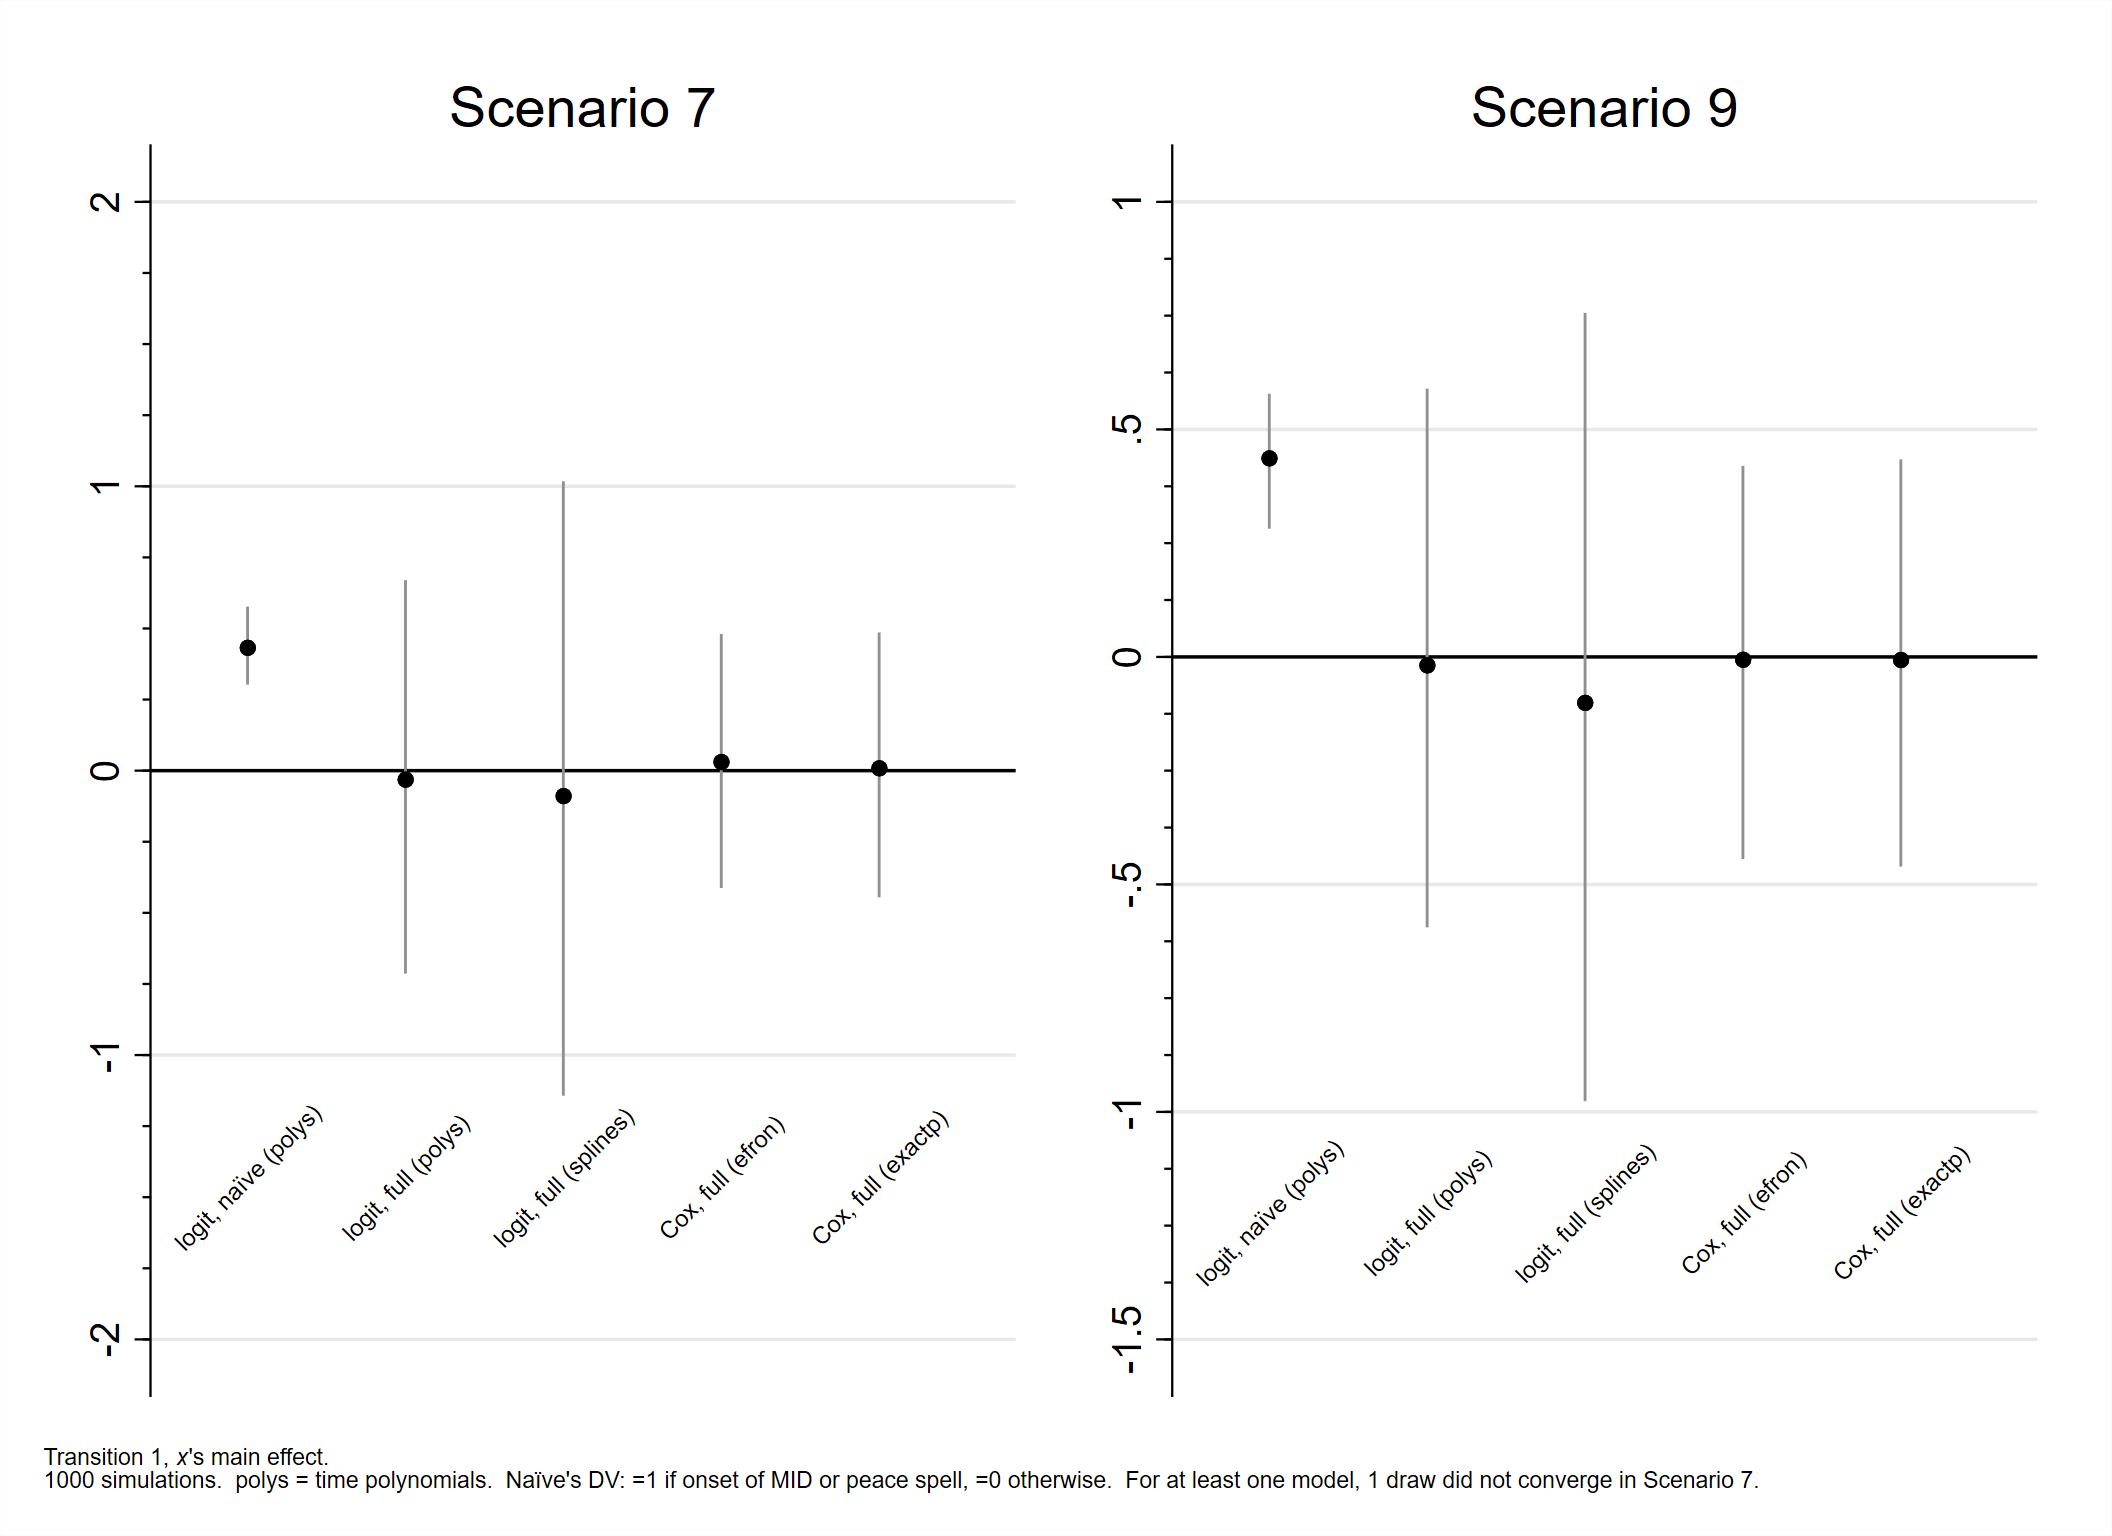 Scenario 7
2
1
0
-1
-2
logit, naïve (polys)
logit, full (polys)
logit, full (splines)
Cox, full (efron)
Cox, full (exactp)
Scenario 9
1
.5
0
-.5
-1
-1.5
logit, naïve (polys)
logit, full (polys)
logit, full (splines)
Cox, full (efron)
Cox, full (exactp)
Transition 1, x's main effect.
1000 simulations.  polys = time polynomials.  Naïve's DV: =1 if onset of MID or peace spell, =0 otherwise.  For at least one model, 1 draw did not converge in Scenario 7.